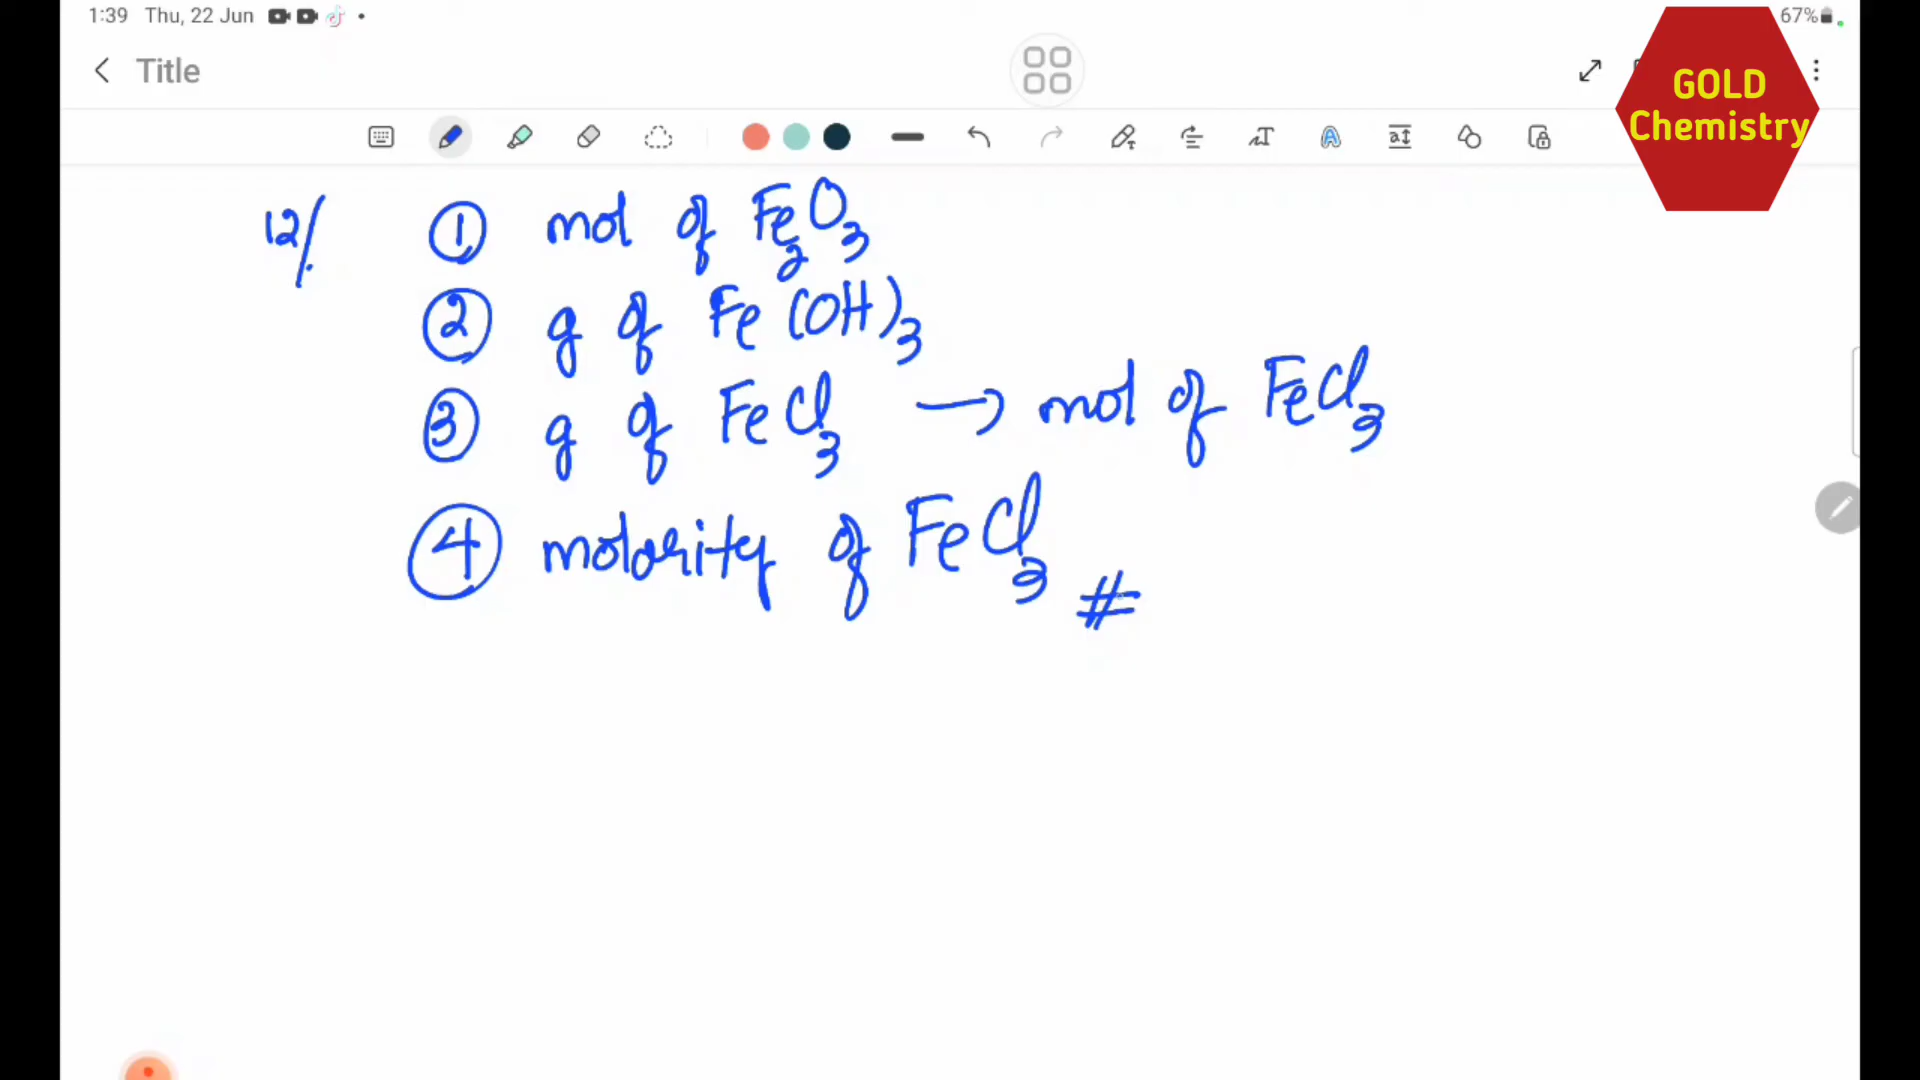 1:39 Thu, 22 Jun 67%
Title
GOLD
Chemistry
12/. ① mol of Fe₂O₃
② g of Fe(OH)₃
③ g of FeCl₃ → mol of FeCl₃
④ molarity of FeCl₃ #